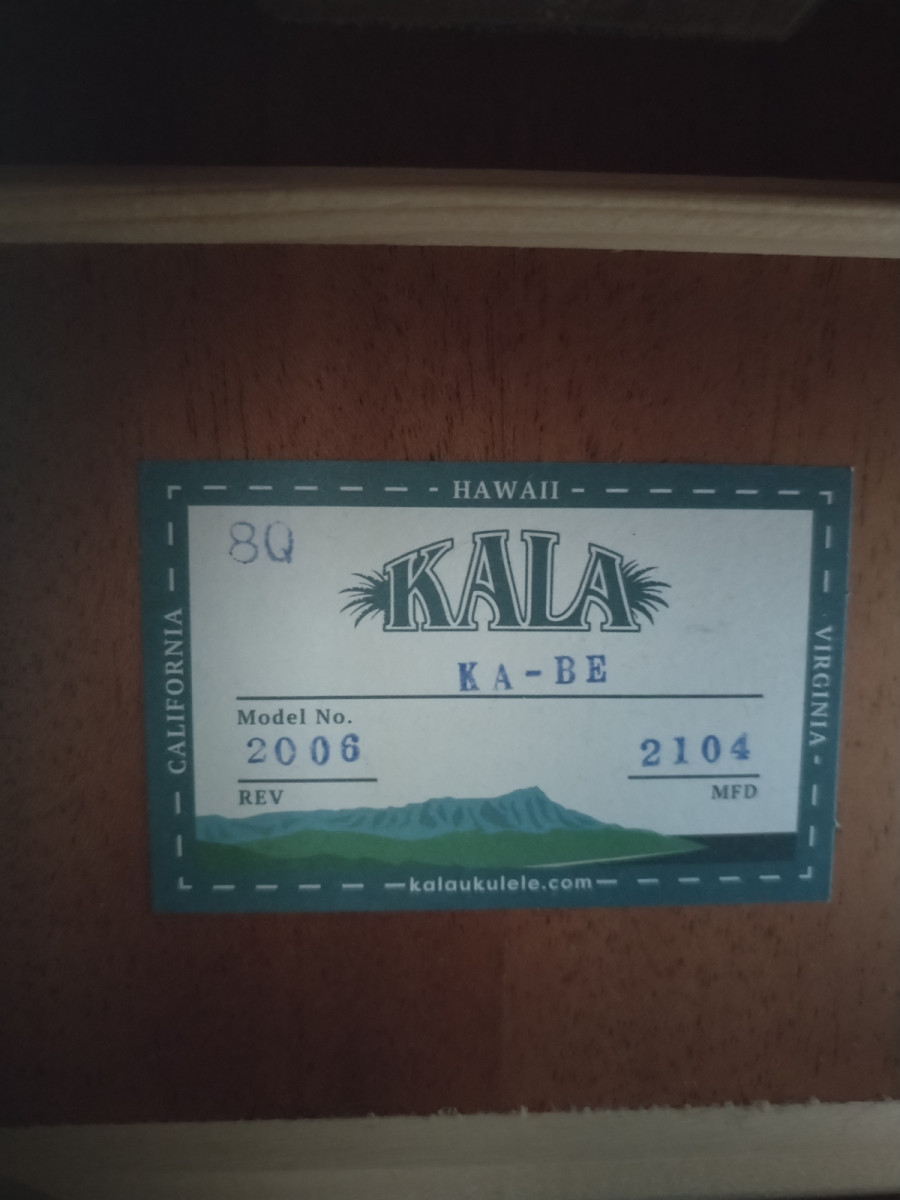 HAWAII
8Q
KALA
KA-BE
Model No.
2006
2104
REV
MFD
CALIFORNIA
VIRGINIA
kalaukulele.com